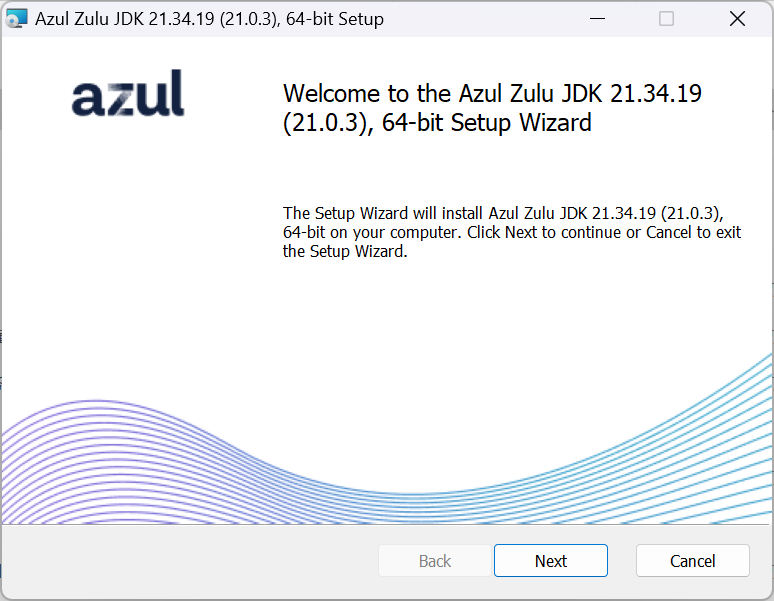 Azul Zulu JDK 21.34.19 (21.0.3), 64-bit Setup
azul
Welcome to the Azul Zulu JDK 21.34.19
(21.0.3), 64-bit Setup Wizard
The Setup Wizard will install Azul Zulu JDK 21.34.19 (21.0.3),
64-bit on your computer. Click Next to continue or Cancel to exit
the Setup Wizard.
Back
Next
Cancel